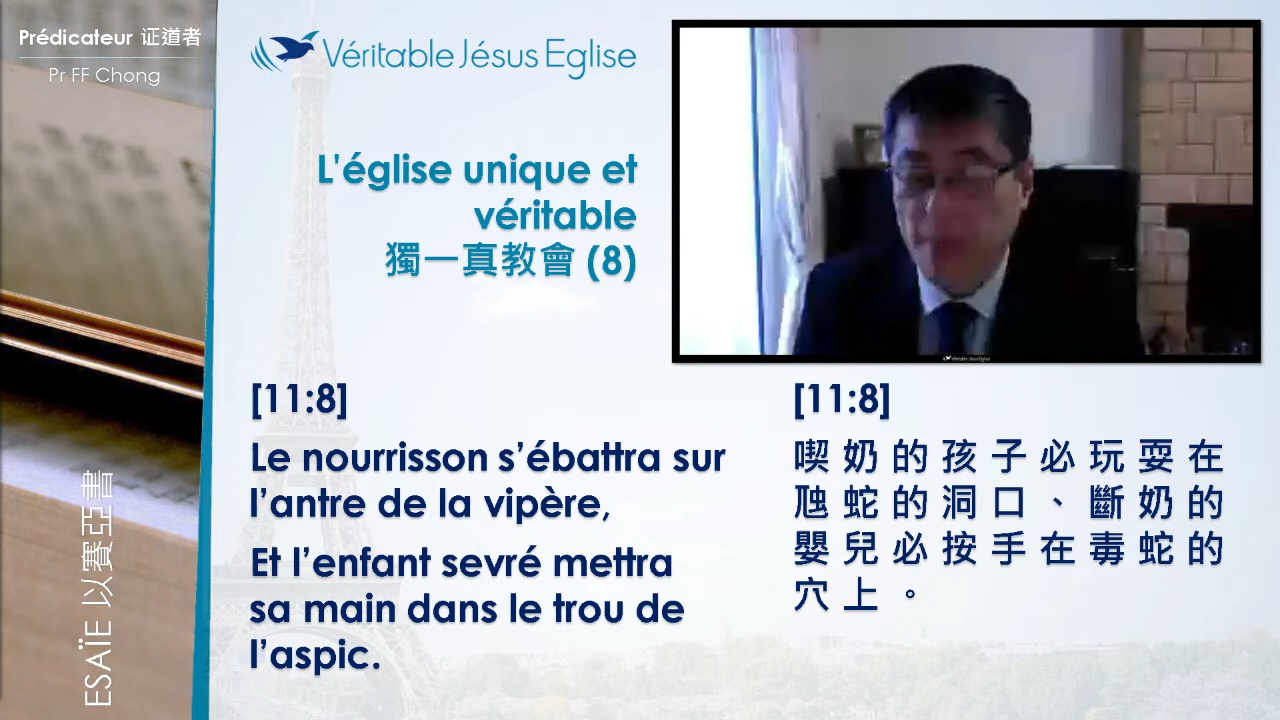 Prédicateur 证道者
Pr FF Chong
Véritable Jésus Eglise
L'église unique et
véritable
獨一真教會 (8)
[11:8]
Le nourrisson s’ébattra sur
l’antre de la vipère,
Et l’enfant sevré mettra
sa main dans le trou de
l’aspic.
[11:8]
喫奶的孩子必玩耍在
虺蛇的洞口、斷奶的
嬰兒必按手在毒蛇的
穴上。
ESAÏE 以賽亞書